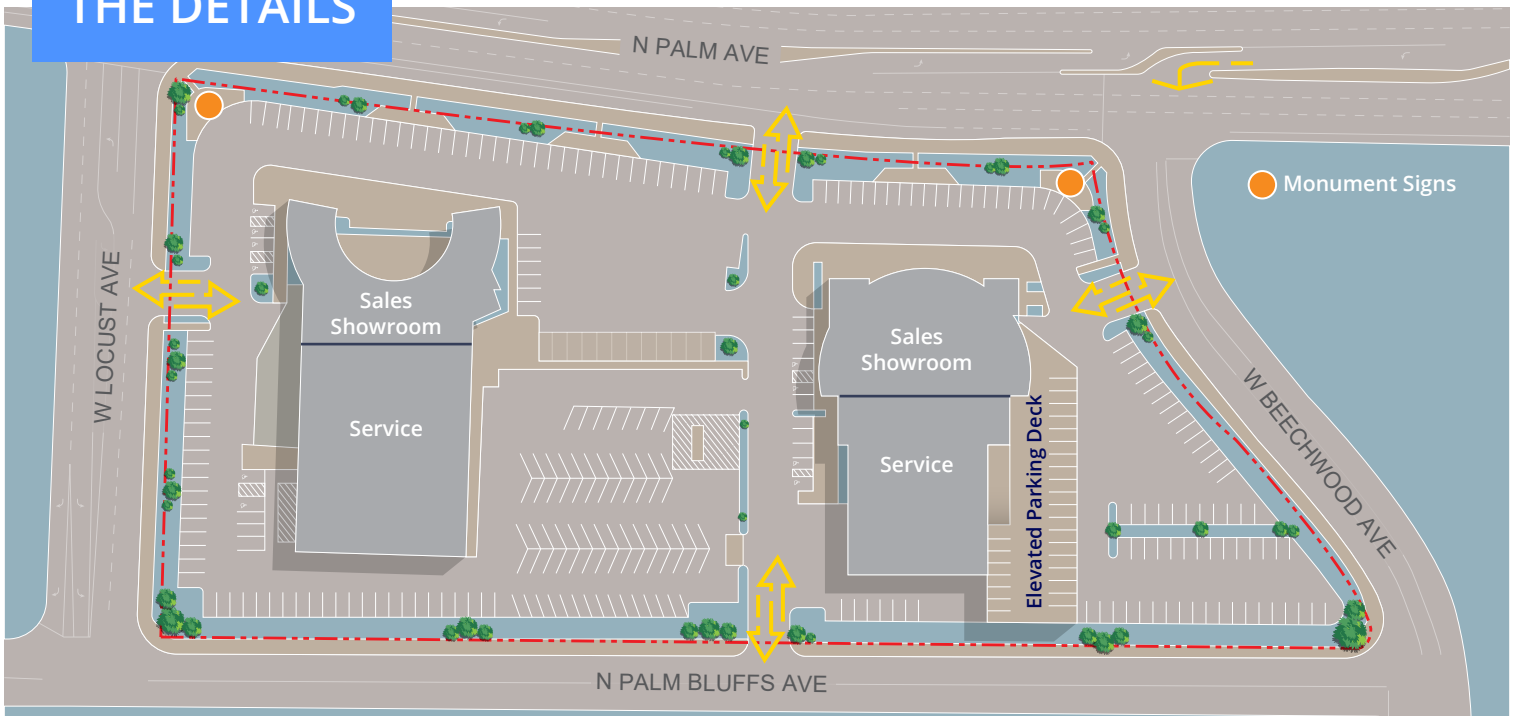 THE DETAILS
N PALM AVE
Monument Signs
W LOCUST AVE
Sales
Showroom
Service
Sales
Showroom
Service
Elevated Parking Deck
W BEECHWOOD AVE
N PALM BLUFFS AVE